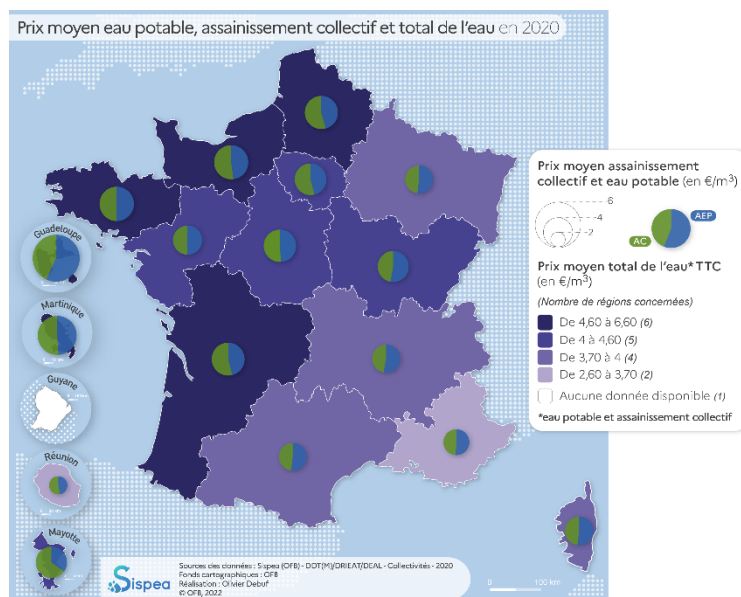 Prix moyen eau potable, assainissement collectif et total de l'eau en 2020
Prix moyen assainissement
collectif et eau potable (en €/m³)
6
4
2
AEP
AC
Prix moyen total de l'eau* TTC
(en €/m³)
(Nombre de régions concernées)
De 4,60 à 6,60 (6)
De 4 à 4,60 (5)
De 3,70 à 4 (4)
De 2,60 à 3,70 (2)
Aucune donnée disponible (1)
*eau potable et assainissement collectif
Guadeloupe
Martinique
Guyane
Réunion
Mayotte
Sispea
Sources des données : Sispea (OFB) - DDT(M)/DRIEAT/DEAL - Collectivités - 2020
Fonds cartographiques : OFB
Réalisation : Olivier Debuf
© OFB, 2022
0 100 km